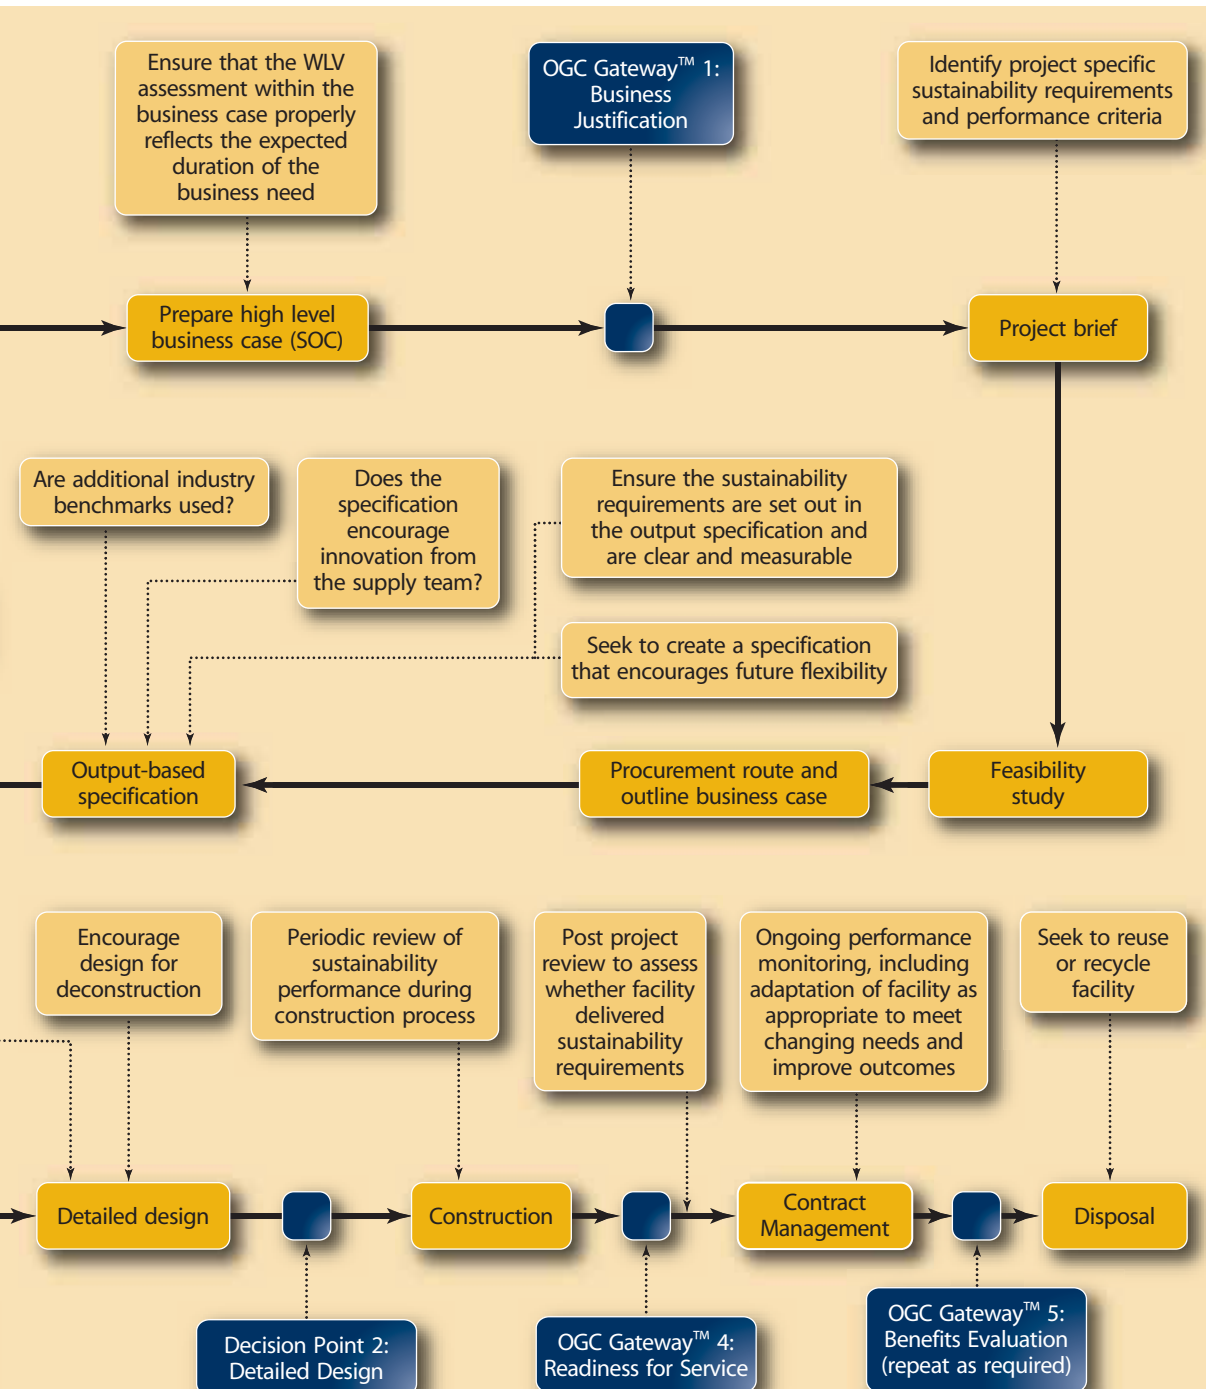 Ensure that the WLV
assessment within the
business case properly
reflects the expected
duration of the
business need
OGC Gateway™ 1:
Business
Justification
Identify project specific
sustainability requirements
and performance criteria
Prepare high level
business case (SOC)
Project brief
Are additional industry
benchmarks used?
Does the
specification
encourage
innovation from
the supply team?
Ensure the sustainability
requirements are set out in
the output specification and
are clear and measurable
Seek to create a specification
that encourages future flexibility
Output-based
specification
Procurement route and
outline business case
Feasibility
study
Encourage
design for
deconstruction
Periodic review of
sustainability
performance during
construction process
Post project
review to assess
whether facility
delivered
sustainability
requirements
Ongoing performance
monitoring, including
adaptation of facility as
appropriate to meet
changing needs and
improve outcomes
Seek to reuse
or recycle
facility
Detailed design
Construction
Contract
Management
Disposal
Decision Point 2:
Detailed Design
OGC Gateway™ 4:
Readiness for Service
OGC Gateway™ 5:
Benefits Evaluation
(repeat as required)